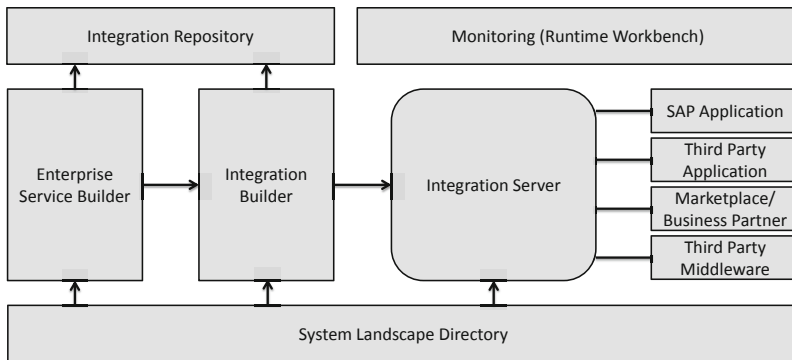 Integration Repository
Monitoring (Runtime Workbench)
Enterprise
Service Builder
Integration
Builder
Integration Server
SAP Application
Third Party
Application
Marketplace/
Business Partner
Third Party
Middleware
System Landscape Directory